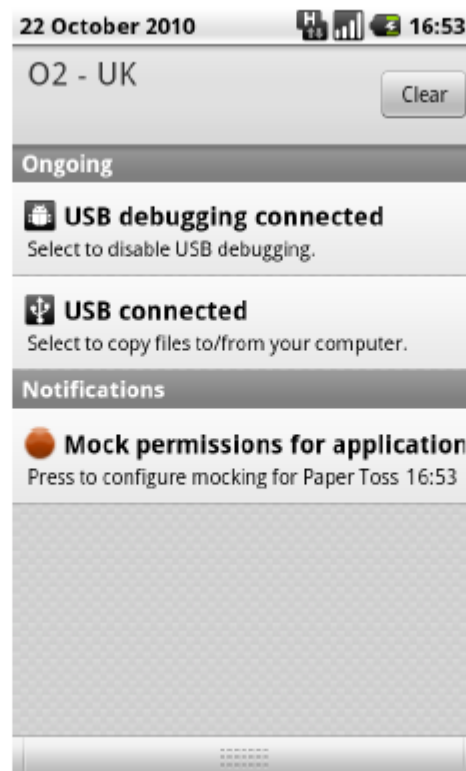 22 October 2010 H 16:53
O2 - UK
Clear
Ongoing
USB debugging connected
Select to disable USB debugging.
USB connected
Select to copy files to/from your computer.
Notifications
Mock permissions for application
Press to configure mocking for Paper Toss 16:53